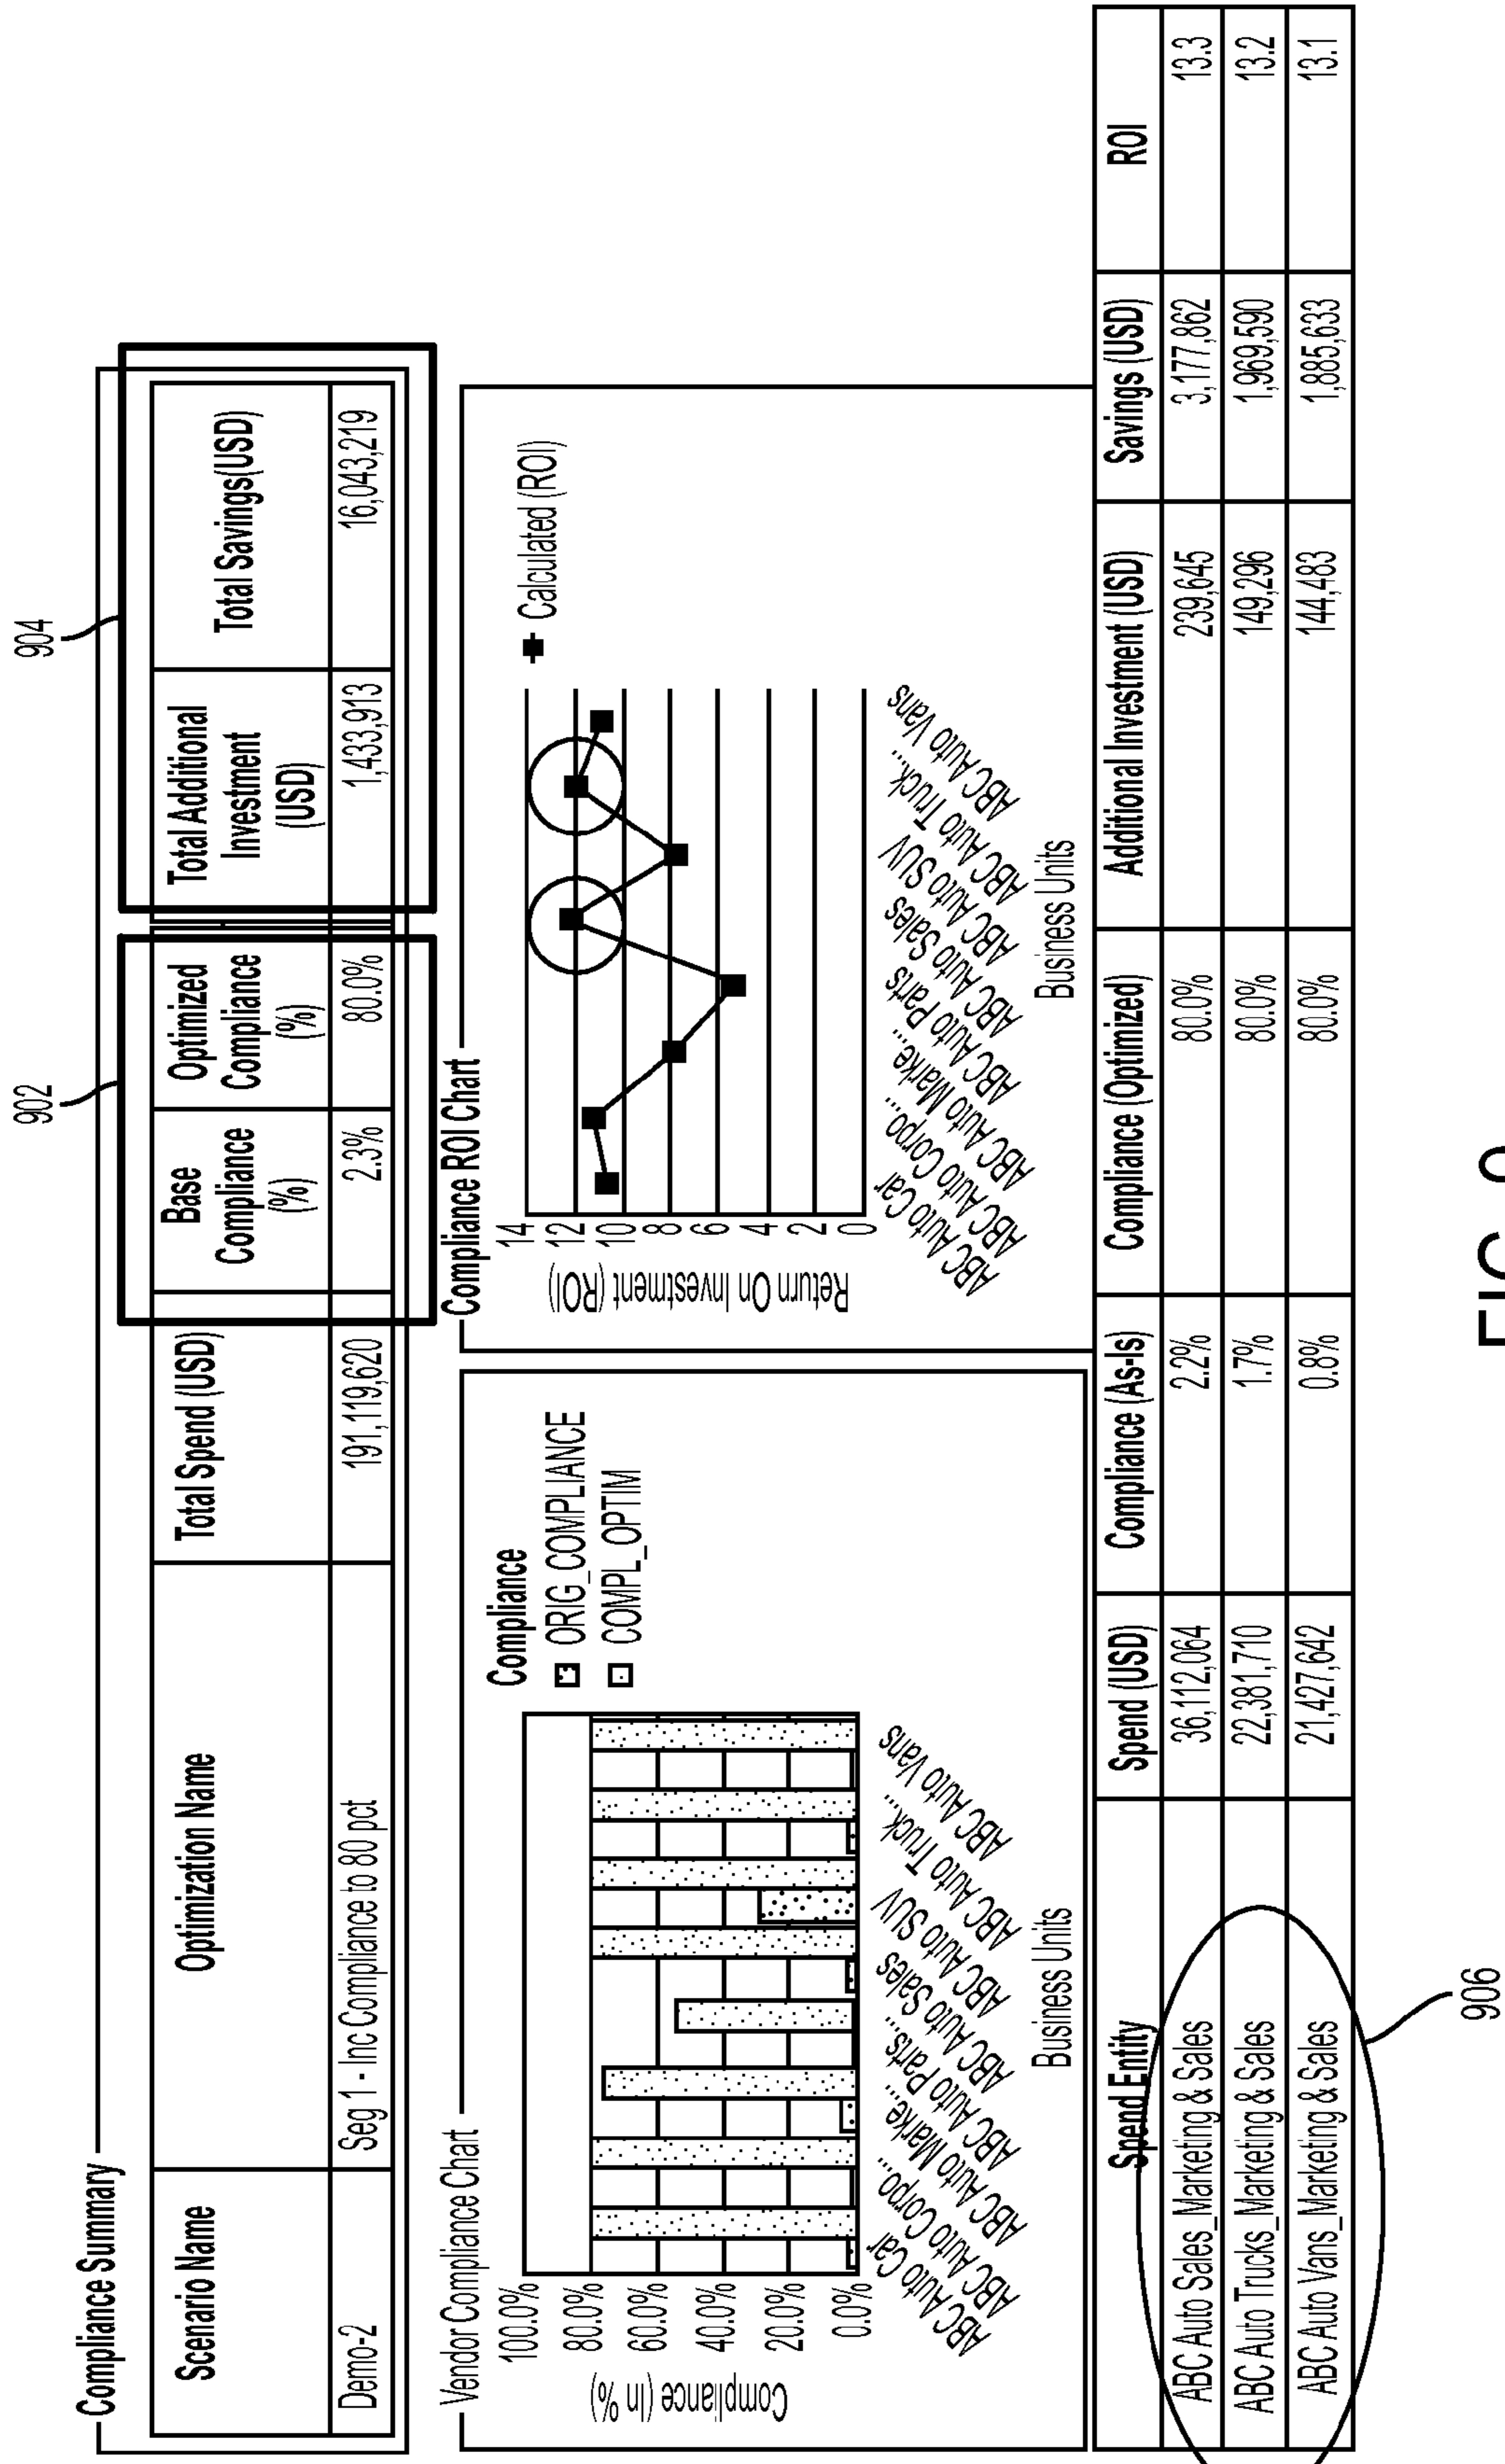 902
904
Compliance Summary
Scenario Name
Optimization Name
Total Spend (USD)
Base Compliance (%)
Optimized Compliance (%)
Total Additional Investment (USD)
Total Savings(USD)
Demo-2
Seg 1 - Inc Compliance to 80 pct
191,119,620
2.3%
80.0%
1,433,913
16,043,219
Vendor Compliance Chart
Compliance (In %)
100.0%
80.0%
60.0%
40.0%
20.0%
0.0%
ABC Auto Car
ABC Auto Corpo...
ABC Auto Marke...
ABC Auto Parts...
ABC Auto Sales
ABC Auto SUV
ABC Auto Truck...
ABC Auto Vans
Business Units
Compliance
ORIG_COMPLIANCE
COMPL_OPTIM
Compliance ROI Chart
Return On Investment (ROI)
14
12
10
8
6
4
2
0
ABC Auto Car
ABC Auto Corpo...
ABC Auto Marke...
ABC Auto Parts
ABC Auto Sales
ABC Auto SUV
ABC Auto Truck...
ABC Auto Vans
Business Units
Calculated (ROI)
Spend Entity
Spend (USD)
Compliance (As-Is)
Compliance (Optimized)
Additional Investment (USD)
Savings (USD)
ROI
ABC Auto Sales_Marketing & Sales
36,112,064
2.2%
80.0%
239,645
3,177,862
13.3
ABC Auto Trucks_Marketing & Sales
22,381,710
1.7%
80.0%
149,296
1,969,590
13.2
ABC Auto Vans_Marketing & Sales
21,427,642
0.8%
80.0%
144,483
1,885,633
13.1
906